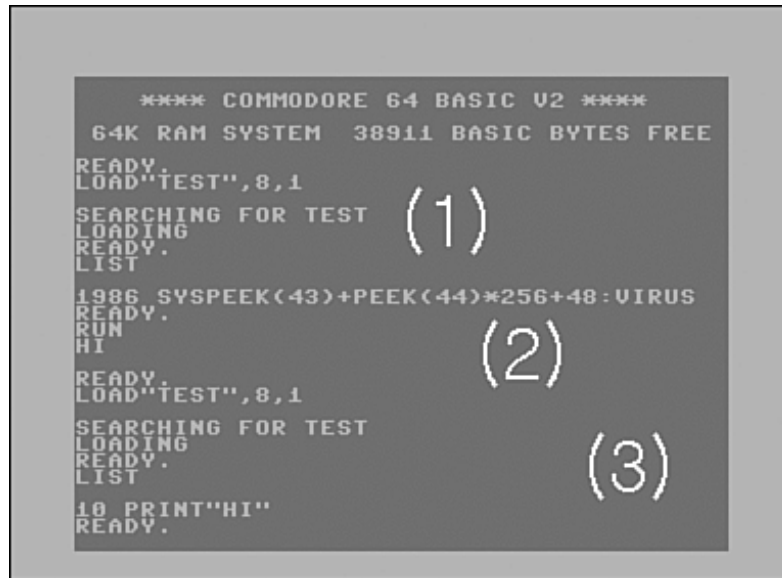 **** COMMODORE 64 BASIC V2 ****
64K RAM SYSTEM  38911 BASIC BYTES FREE
READY.
LOAD"TEST",8,1
(1)
SEARCHING FOR TEST
LOADING
READY.
LIST
1986 SYSPEEK(43)+PEEK(44)*256+48:VIRUS
READY.
RUN
HI
(2)
READY.
LOAD"TEST",8,1
SEARCHING FOR TEST
LOADING
READY.
LIST
(3)
10 PRINT"HI"
READY.